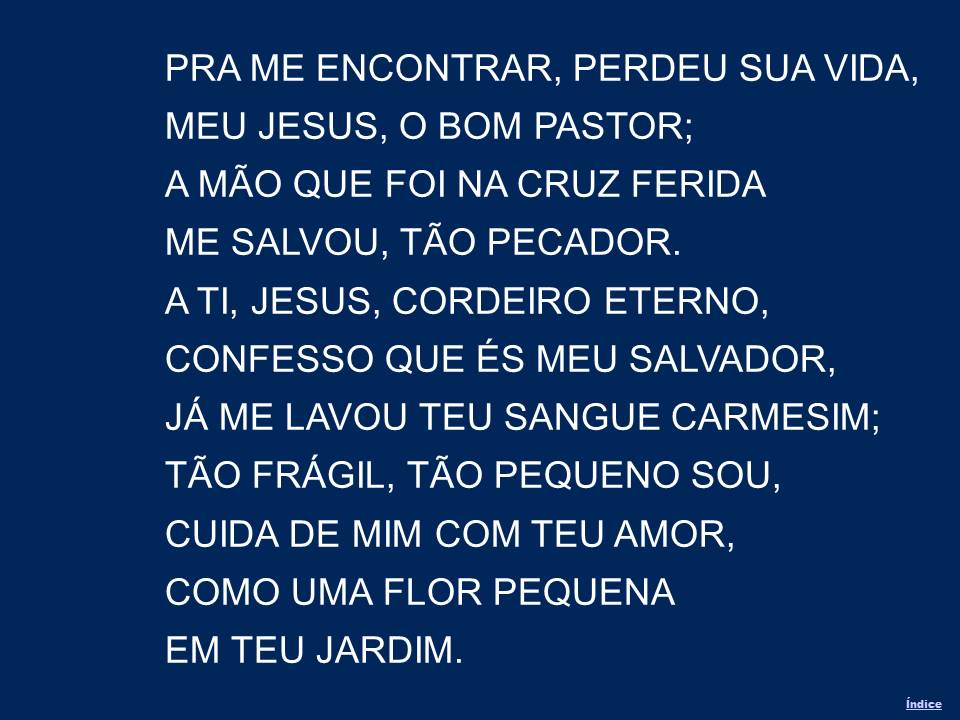 PRA ME ENCONTRAR, PERDEU SUA VIDA,
MEU JESUS, O BOM PASTOR;
A MÃO QUE FOI NA CRUZ FERIDA
ME SALVOU, TÃO PECADOR.
A TI, JESUS, CORDEIRO ETERNO,
CONFESSO QUE ÉS MEU SALVADOR,
JÁ ME LAVOU TEU SANGUE CARMESIM;
TÃO FRÁGIL, TÃO PEQUENO SOU,
CUIDA DE MIM COM TEU AMOR,
COMO UMA FLOR PEQUENA
EM TEU JARDIM.
Índice